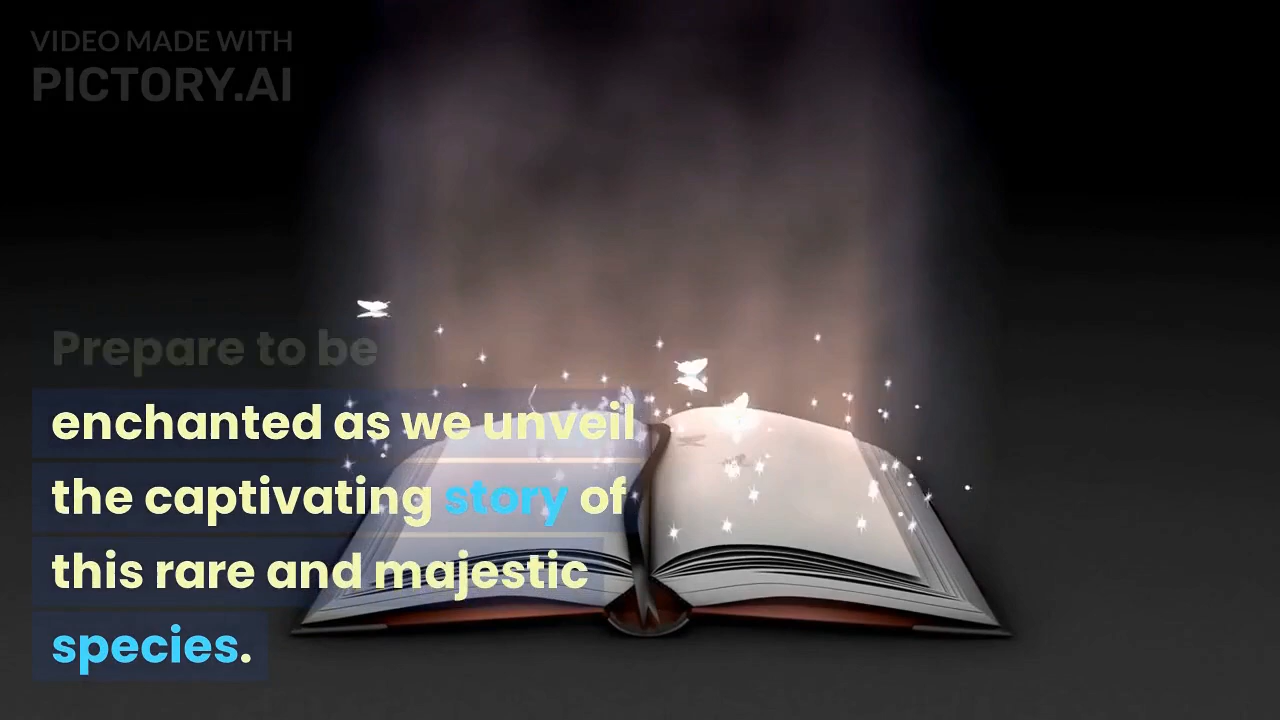 VIDEO MADE WITH
PICTORY.AI
Prepare to be
enchanted as we unveil
the captivating story of
this rare and majestic
species.